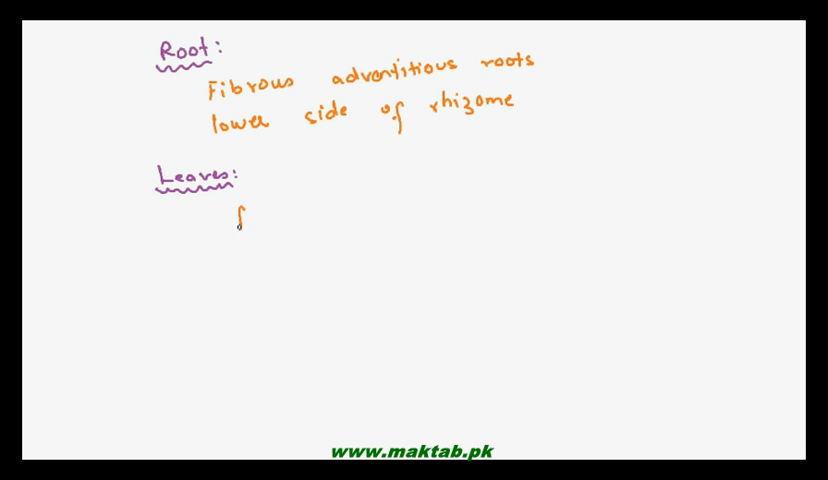 Root:
Fibrous adventitious roots
lower side of rhizome
Leaves:
f
www.maktab.pk